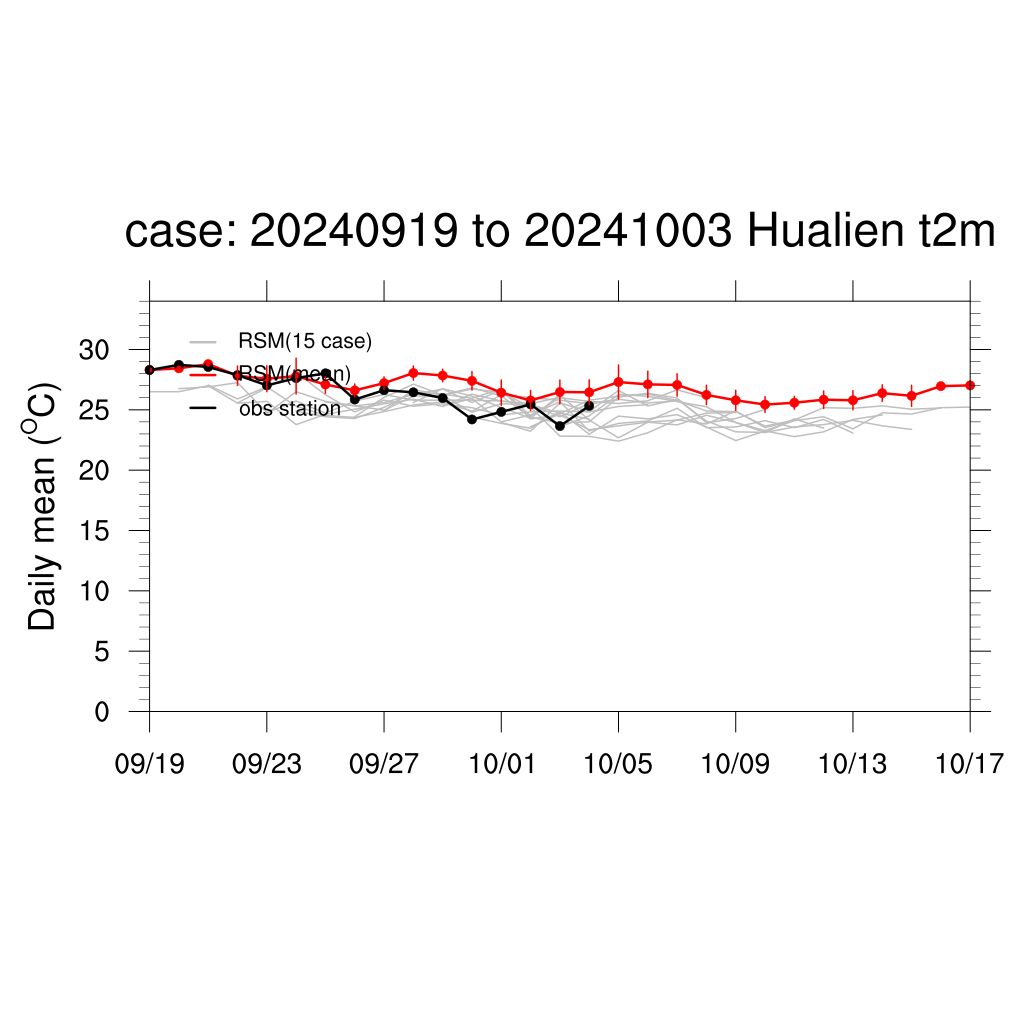 case: 20240919 to 20241003 Hualien t2m
RSM(15 case)
RSM(mean)
obs station
Daily mean (°C)
30
25
20
15
10
5
0
09/19 09/23 09/27 10/01 10/05 10/09 10/13 10/17